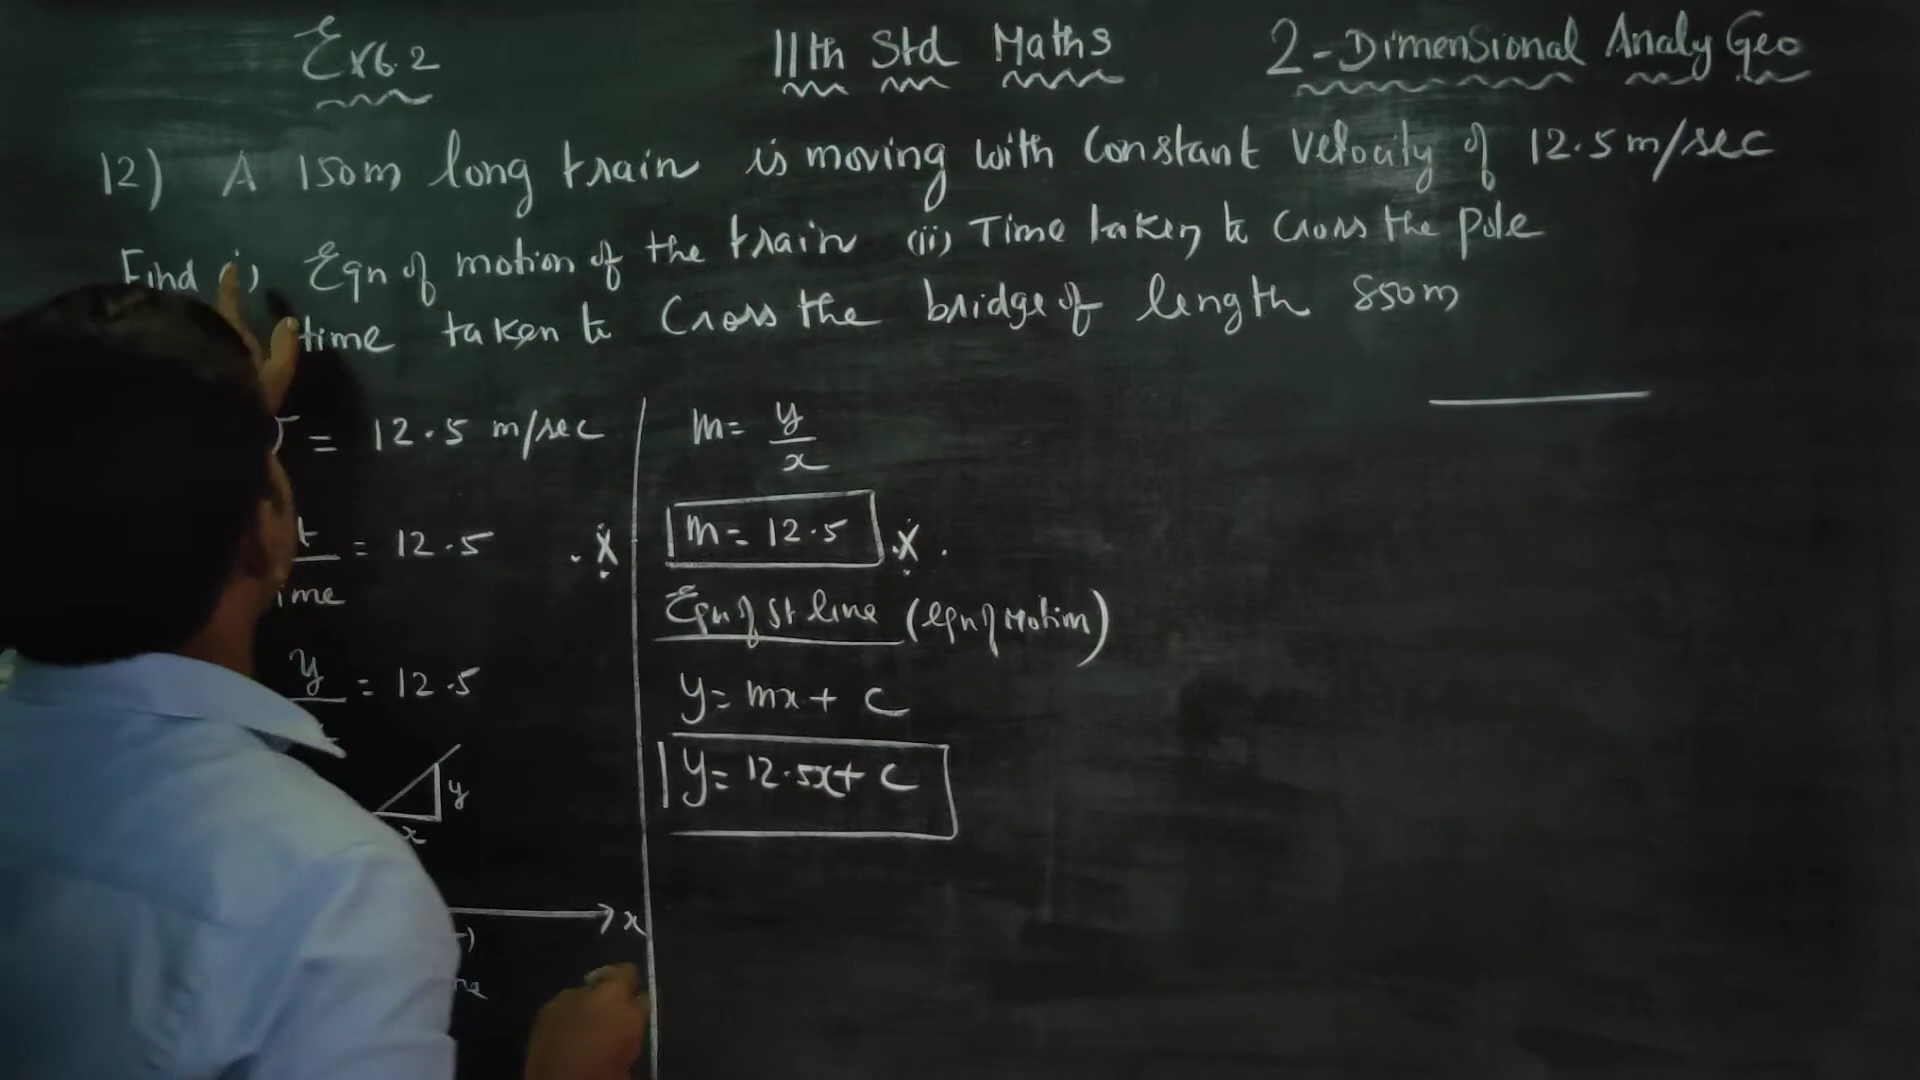 Ex 6.2
11th Std Maths
2-Dimensional Analy Geo
12) A 150m long train is moving with Constant Velocity of 12.5 m/sec
Find i) Eqn of motion of the train (ii) Time taken to Cross the pole
time taken to Cross the bridge of length 850m
= 12.5 m/sec
t = 12.5
ime
y = 12.5
y
x
x
m = y/x
m = 12.5
Eqn of St line (eqn of Motion)
y = mx + c
y = 12.5x + c